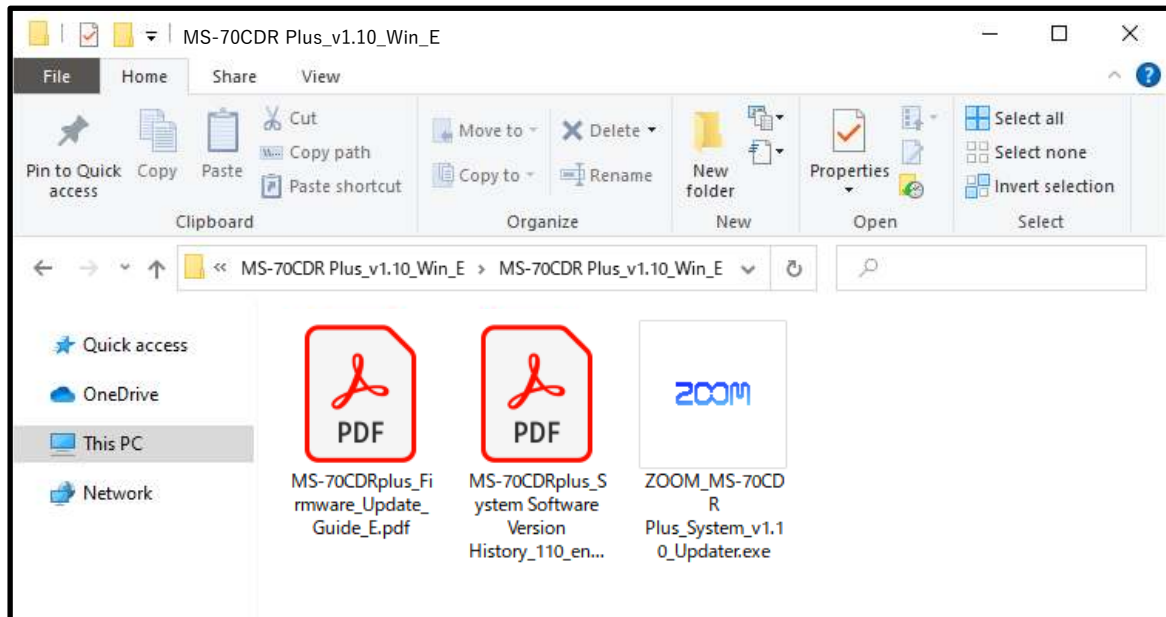 MS-70CDR Plus_v1.10_Win_E
File Home Share View
Pin to Quick access
Copy
Paste
Cut
Copy path
Paste shortcut
Clipboard
Move to
Copy to
Delete
Rename
Organize
New folder
New
Properties
Open
Select all
Select none
Invert selection
Select
« MS-70CDR Plus_v1.10_Win_E > MS-70CDR Plus_v1.10_Win_E
Quick access
OneDrive
This PC
Network
PDF
MS-70CDRplus_Fi
rmware_Update_
Guide_E.pdf
PDF
MS-70CDRplus_S
ystem Software
Version
History_110_en...
ZOOM
ZOOM_MS-70CD
R
Plus_System_v1.1
0_Updater.exe